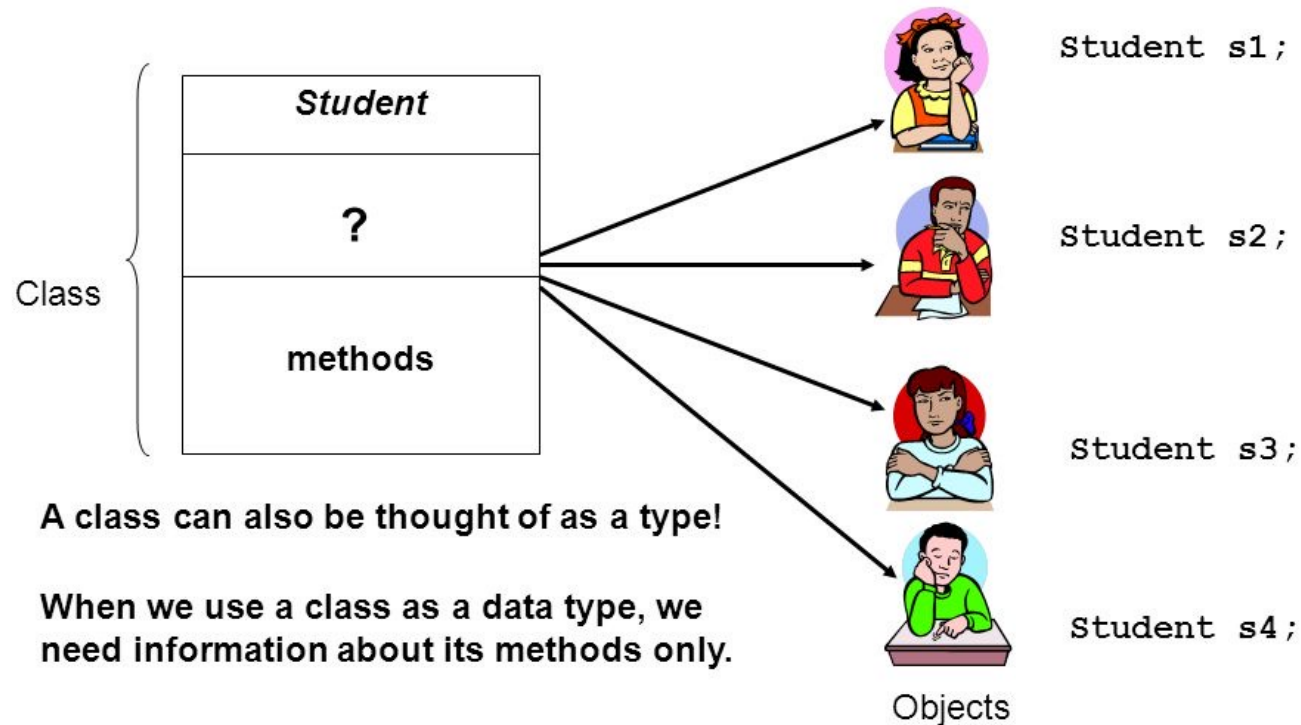 Student
?
methods
Class
A class can also be thought of as a type!
When we use a class as a data type, we
need information about its methods only.
Student s1;
Student s2;
Student s3;
Student s4;
Objects